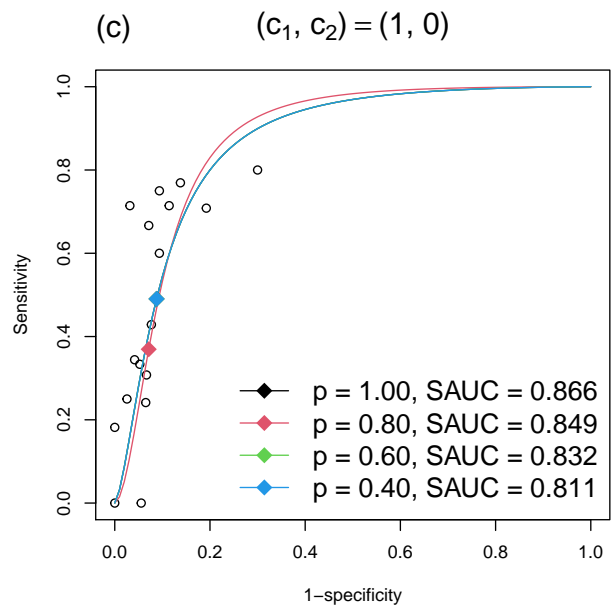 (c) (c1, c2) = (1, 0)
Sensitivity
1.0
0.8
0.6
0.4
0.2
0.0
p = 1.00, SAUC = 0.866
p = 0.80, SAUC = 0.849
p = 0.60, SAUC = 0.832
p = 0.40, SAUC = 0.811
0.0 0.2 0.4 0.6 0.8 1.0
1−specificity